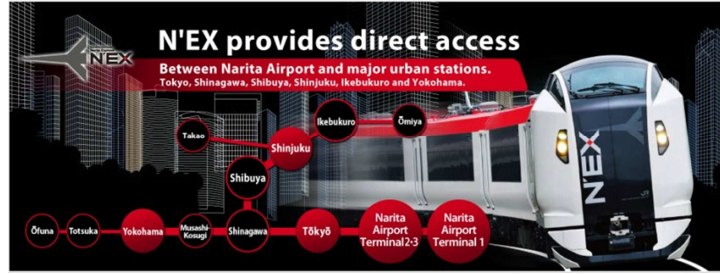 N'EX
N'EX provides direct access
Between Narita Airport and major urban stations.
Tokyo, Shinagawa, Shibuya, Shinjuku, Ikebukuro and Yokohama.
Takao
Ikebukuro
Ōmiya
Shinjuku
Shibuya
Ōfuna
Totsuka
Yokohama
Musashi-
Kosugi
Shinagawa
Tōkyō
Narita
Airport
Terminal2·3
Narita
Airport
Terminal 1
N'EX